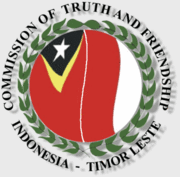 COMMISSION OF TRUTH AND FRIENDSHIP
INDONESIA - TIMOR LESTE